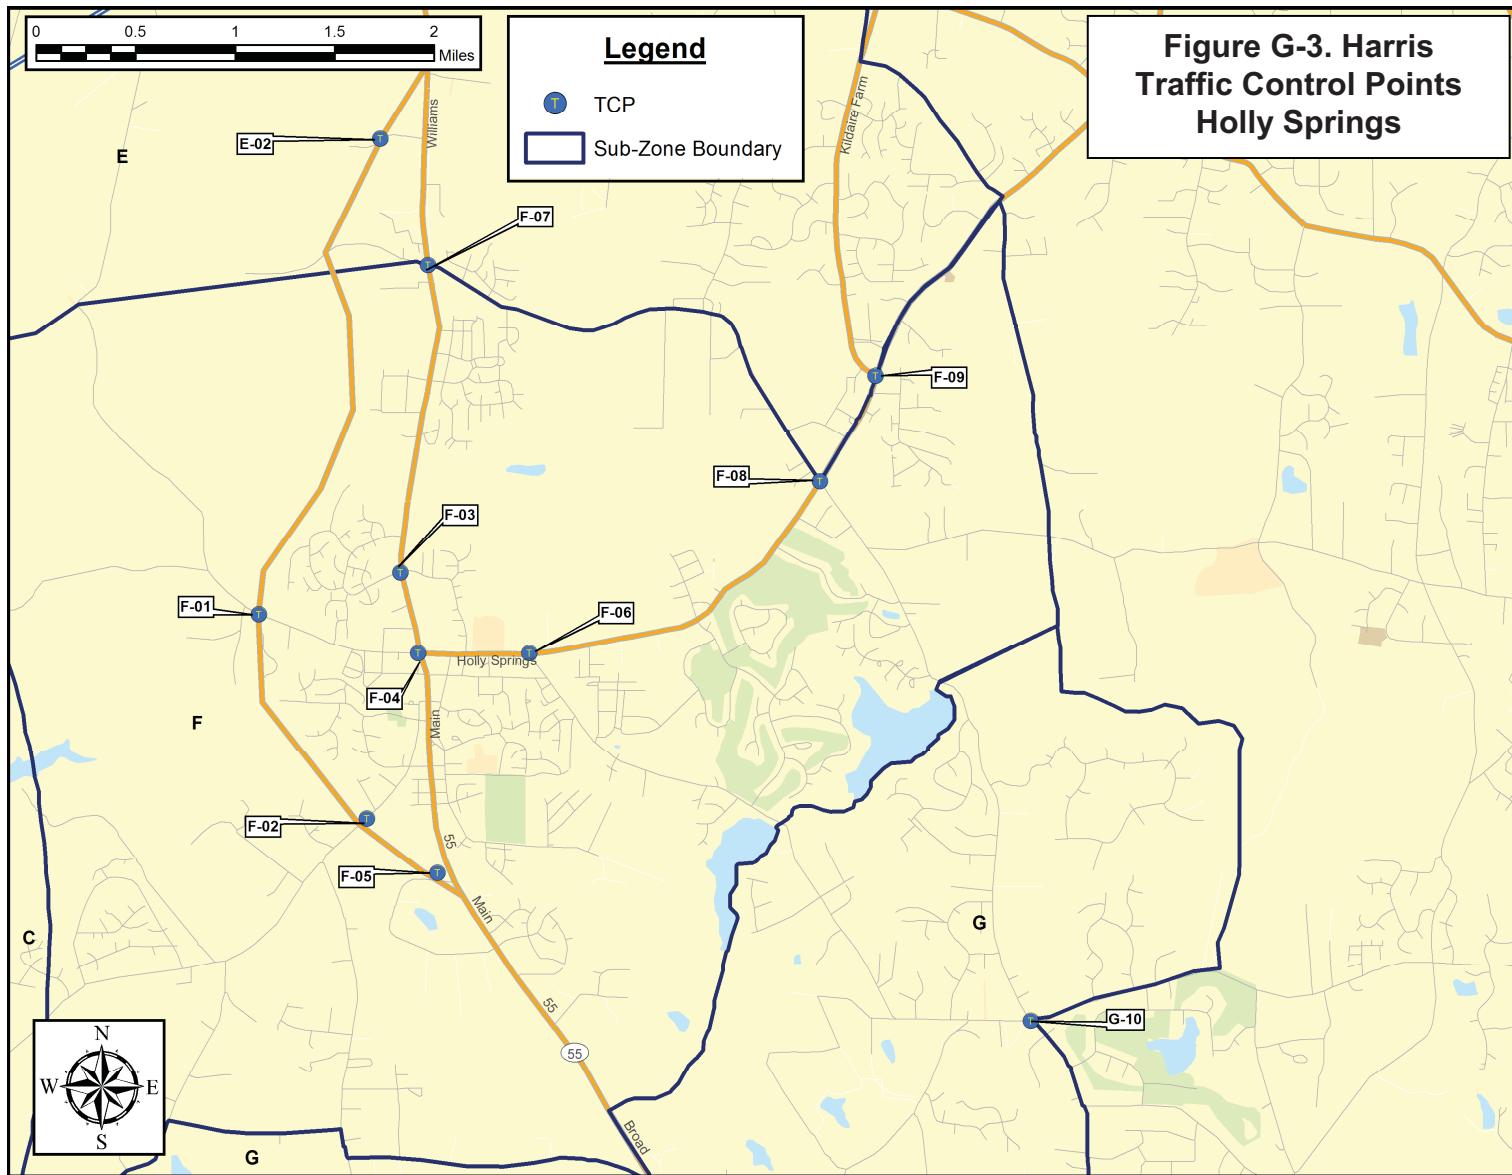 0 0.5 1 1.5 2
Miles
Legend
T TCP
Sub-Zone Boundary
Figure G-3. Harris
Traffic Control Points
Holly Springs
Williams
Kildaire Farm
E
E-02
T
F-07
T
F-09
T
F-08
T
F-03
T
F-01
T
F-06
T
Holly Springs
T
F-04
Main
F
F-02
T
55
F-05
T
Main
C
G
55
G-10
T
55
Broad
N
W E
S
G